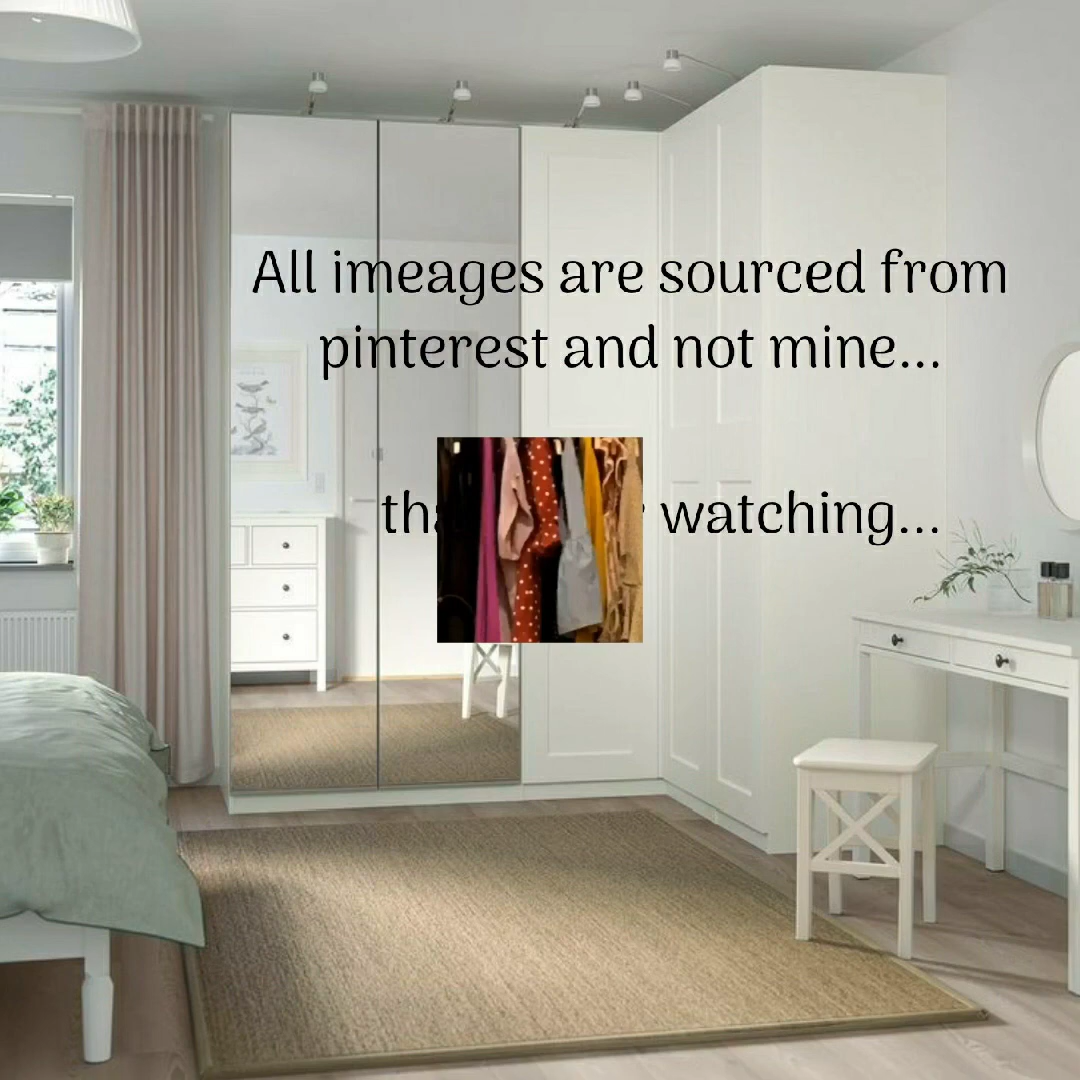 All imeages are sourced from
pinterest and not mine...
watching...